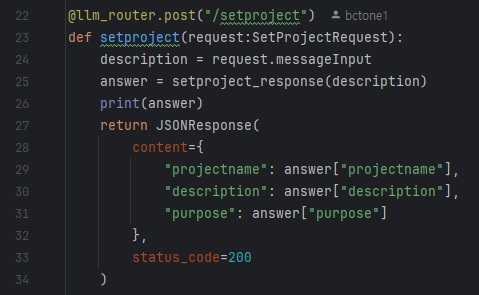 22 @llm_router.post("/setproject") bctone1
23 def setproject(request:SetProjectRequest):
24 description = request.messageInput
25 answer = setproject_response(description)
26 print(answer)
27 return JSONResponse(
28 content={
29 "projectname": answer["projectname"],
30 "description": answer["description"],
31 "purpose": answer["purpose"]
32 },
33 status_code=200
34 )